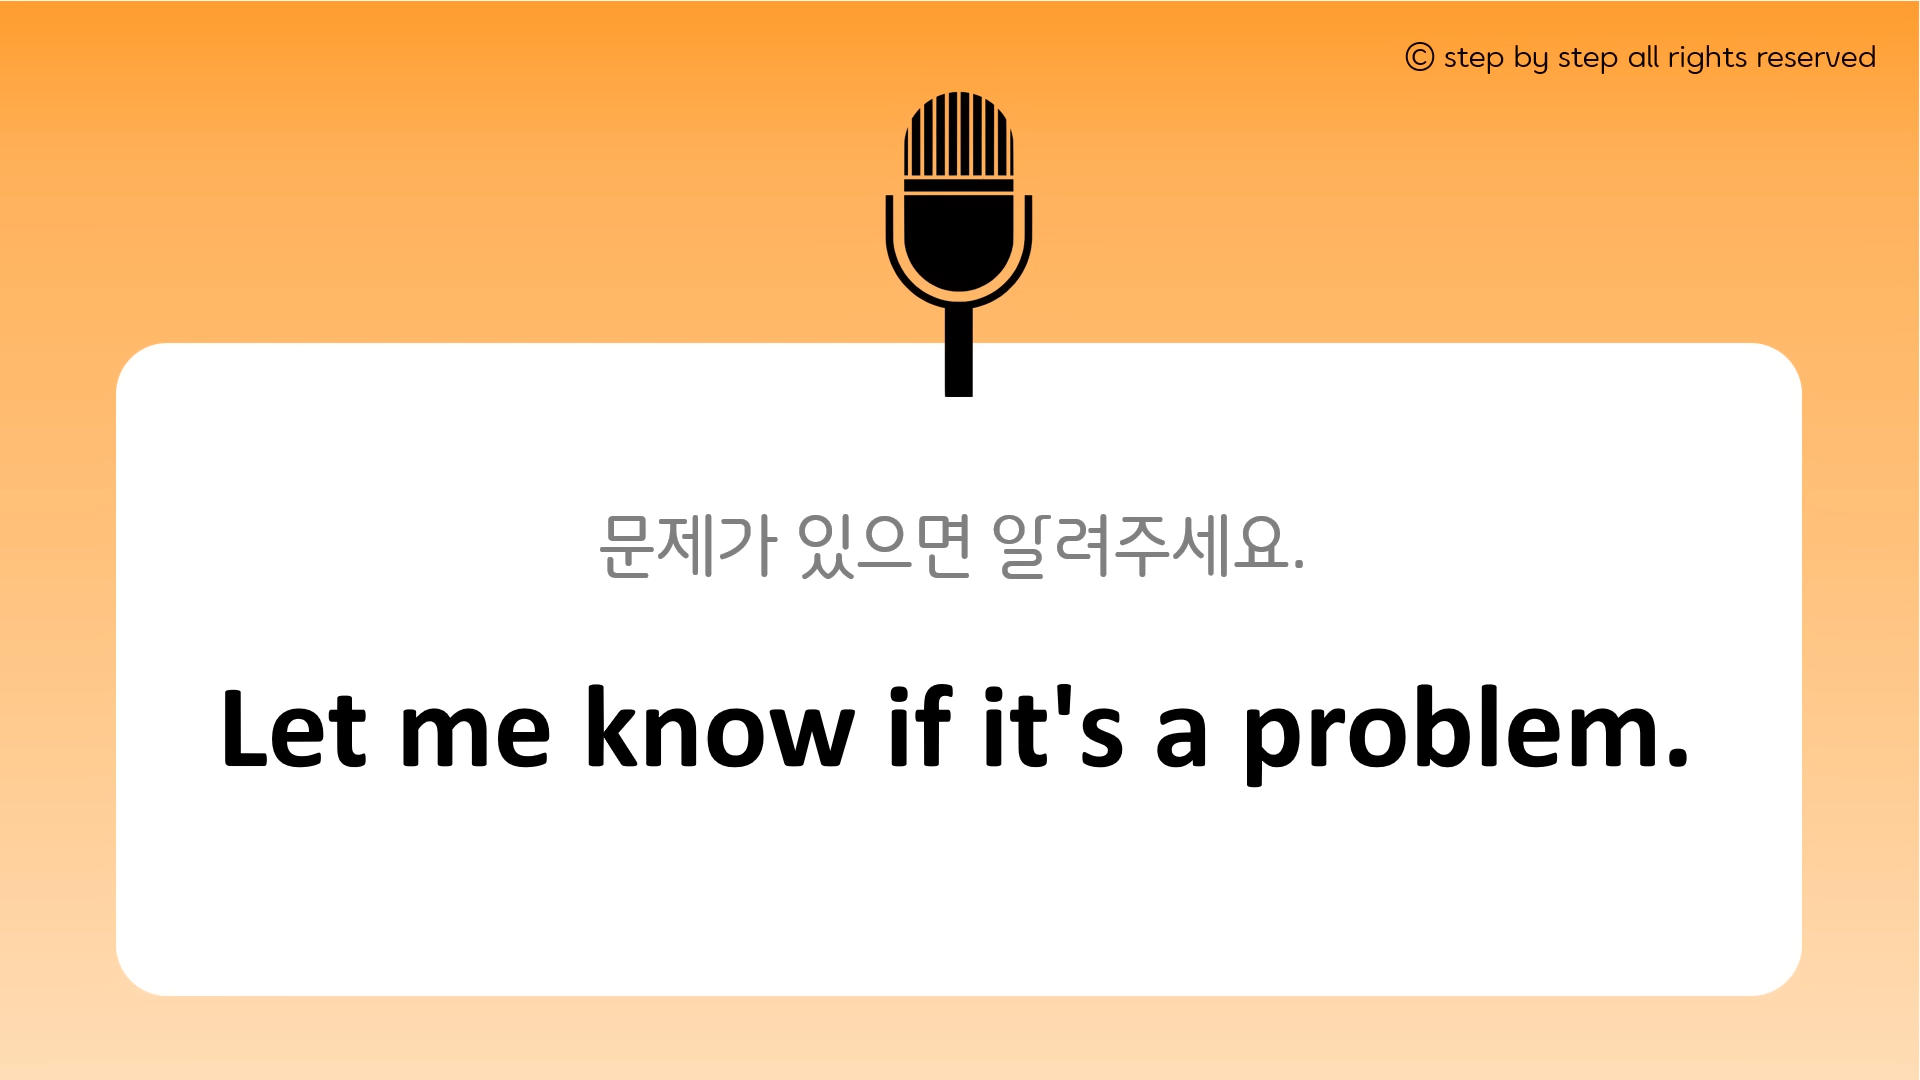 © step by step all rights reserved
문제가 있으면 알려주세요.
Let me know if it's a problem.